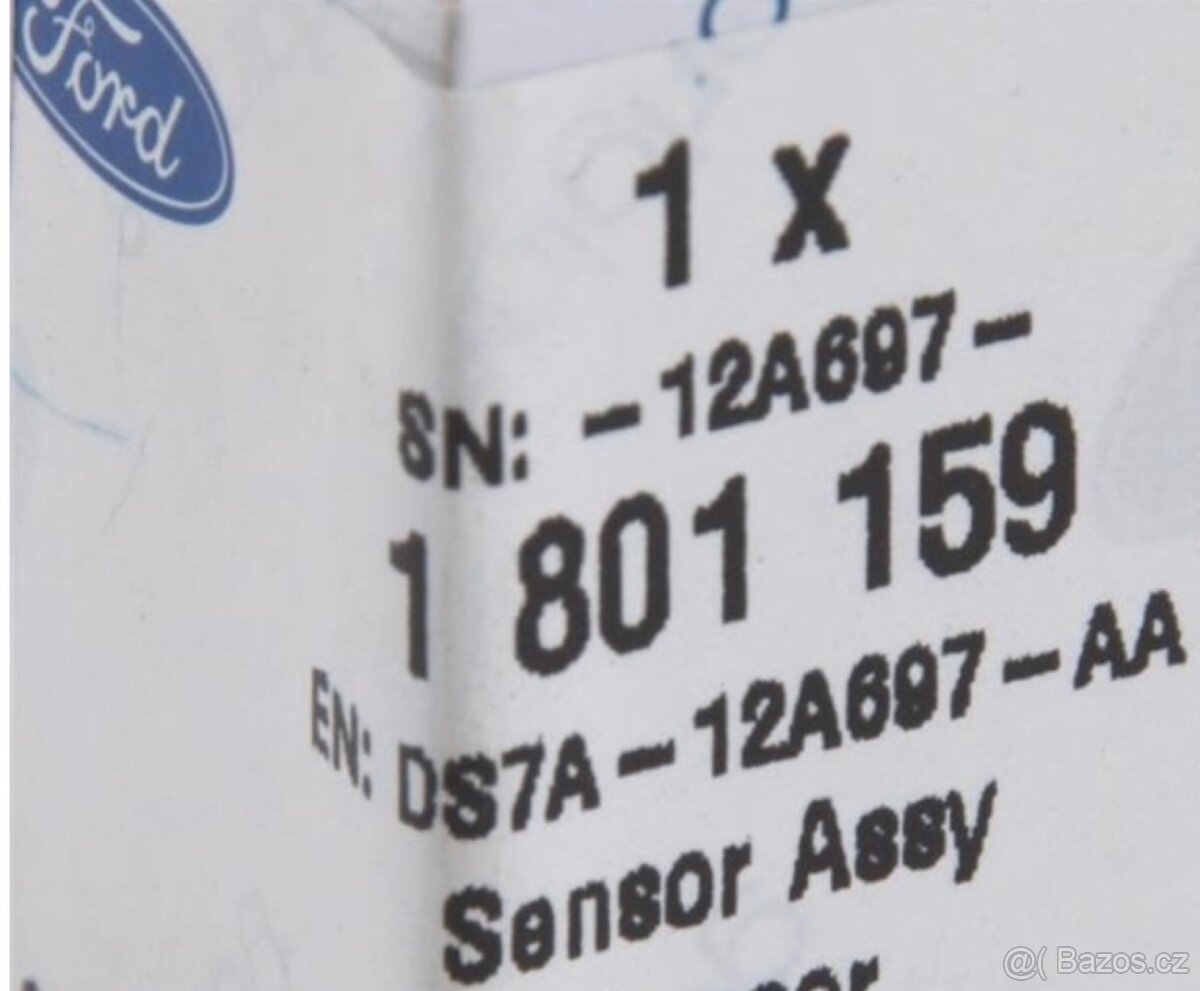 Ford
1 x
SN: -12A697-
1 801 159
EN: DS7A-12A697-AA
Sensor Assy
@( Bazos.cz